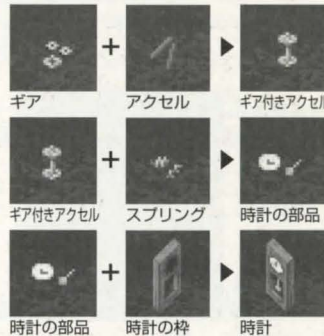 + ▶
ギア アクセル ギア付きアクセル
+ ▶
ギア付きアクセル スプリング 時計の部品
+ ▶
時計の部品 時計の枠 時計